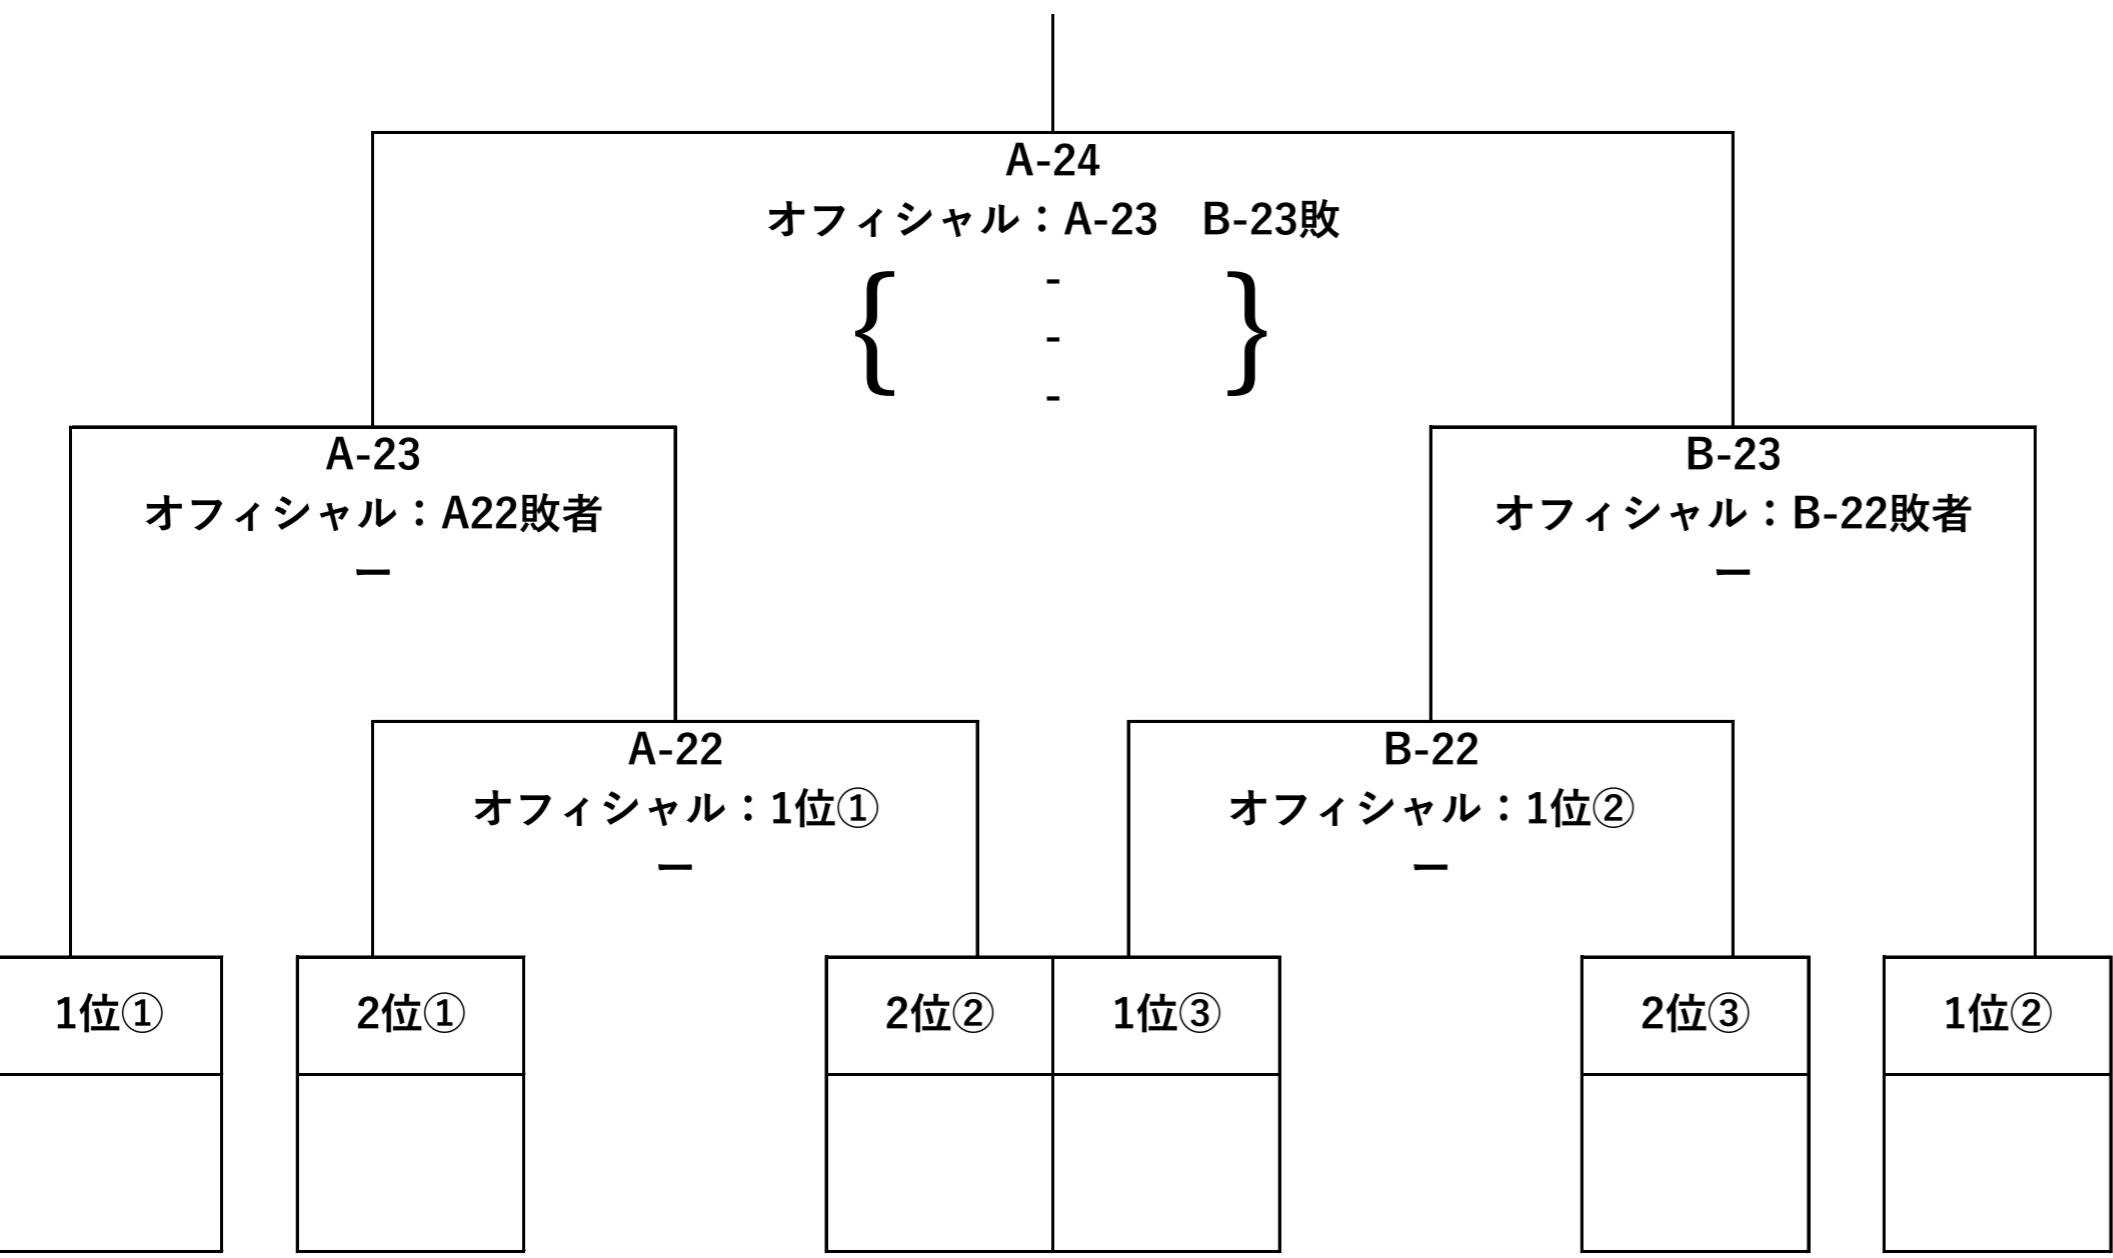 A-24
オフィシャル：A-23　B-23敗
{ - }
-
-
A-23
オフィシャル：A22敗者
ー
B-23
オフィシャル：B-22敗者
ー
A-22
オフィシャル：1位①
ー
B-22
オフィシャル：1位②
ー
1位①
2位①
2位②
1位③
2位③
1位②